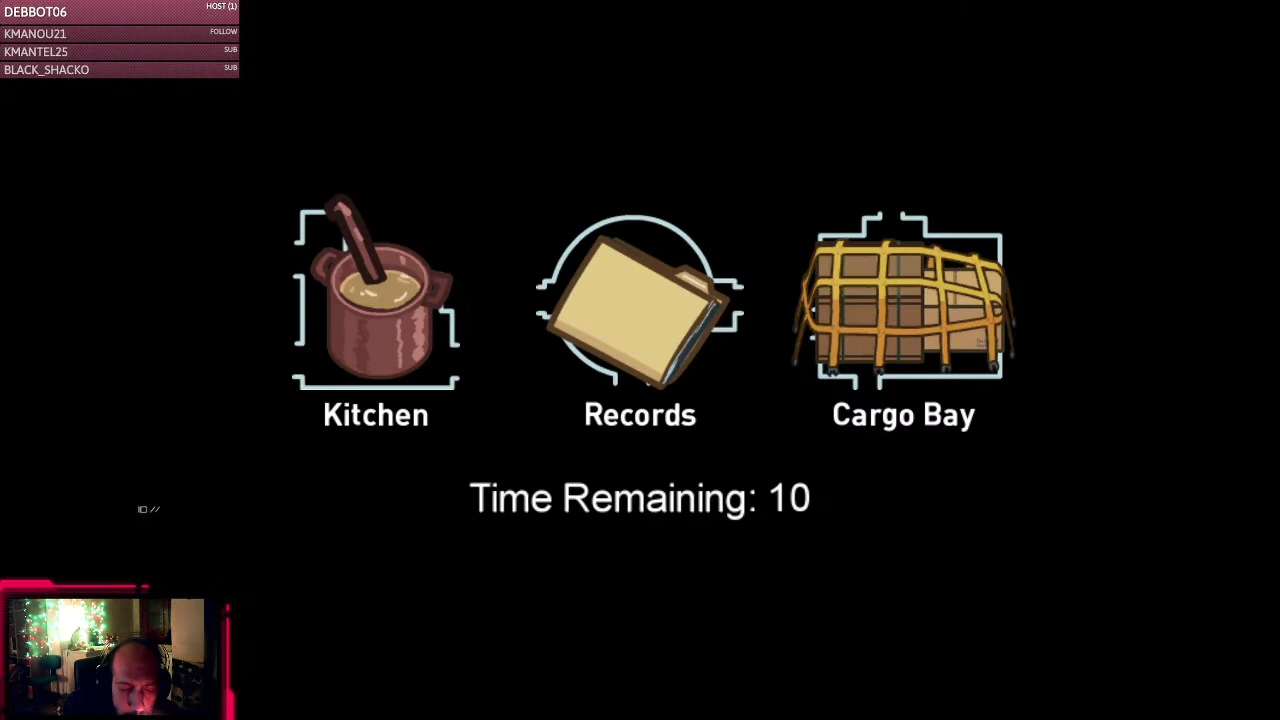 DEBBOT06 HOST (1)
KMANOU21 FOLLOW
KMANTEL25 SUB
BLACK_SHACKO SUB
Kitchen Records Cargo Bay
Time Remaining: 10